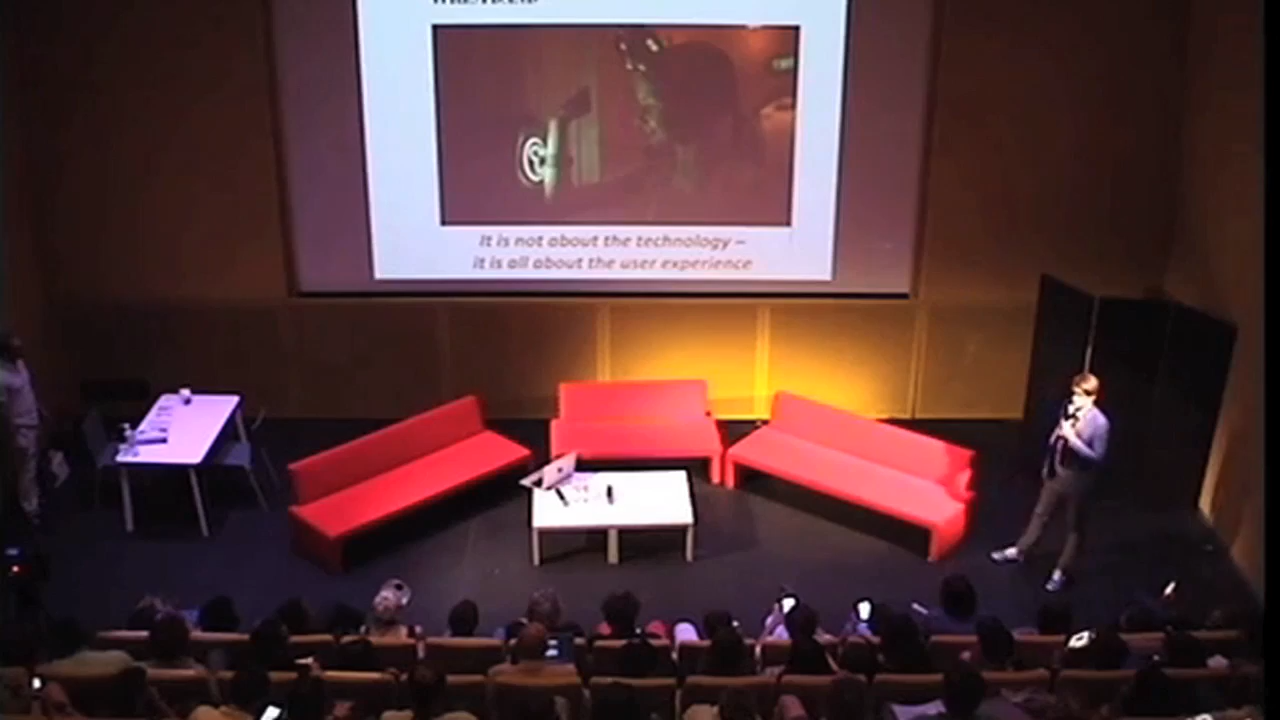 It is not about the technology –
it is all about the user experience